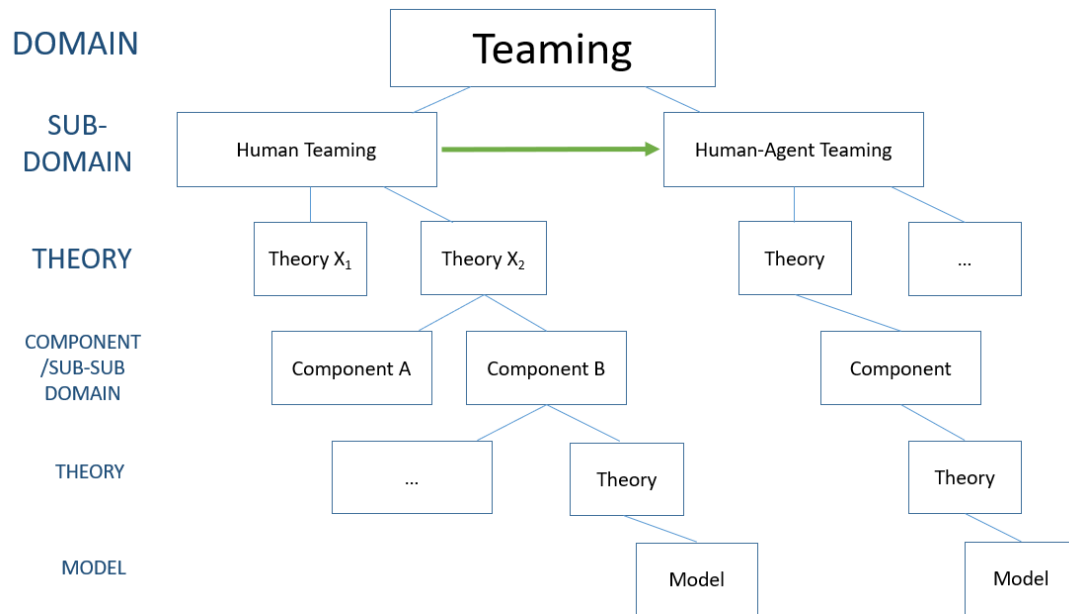 DOMAIN
Teaming
SUB-
DOMAIN
Human Teaming
Human-Agent Teaming
THEORY
Theory X₁
Theory X₂
Theory
...
COMPONENT
/SUB-SUB
DOMAIN
Component A
Component B
Component
THEORY
...
Theory
Theory
MODEL
Model
Model